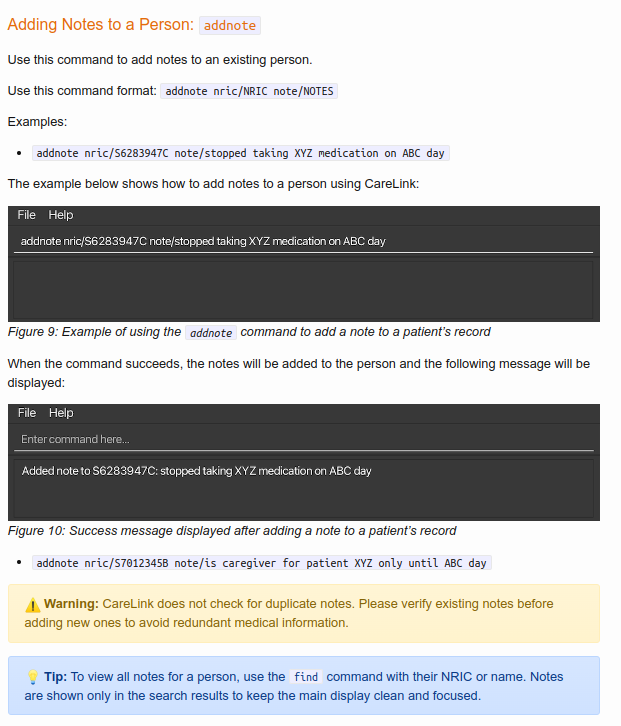 Adding Notes to a Person: addnote
Use this command to add notes to an existing person.
Use this command format: addnote nric/NRIC note/NOTES
Examples:
• addnote nric/S6283947C note/stopped taking XYZ medication on ABC day
The example below shows how to add notes to a person using CareLink:
File Help
addnote nric/S6283947C note/stopped taking XYZ medication on ABC day
Figure 9: Example of using the addnote command to add a note to a patient's record
When the command succeeds, the notes will be added to the person and the following message will be
displayed:
File Help
Enter command here...
Added note to S6283947C: stopped taking XYZ medication on ABC day
Figure 10: Success message displayed after adding a note to a patient's record
• addnote nric/S7012345B note/is caregiver for patient XYZ only until ABC day
⚠️ Warning: CareLink does not check for duplicate notes. Please verify existing notes before
adding new ones to avoid redundant medical information.
💡 Tip: To view all notes for a person, use the find command with their NRIC or name. Notes
are shown only in the search results to keep the main display clean and focused.